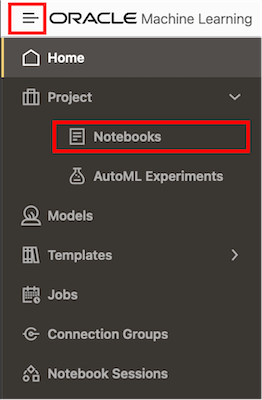 ORACLE Machine Learning
Home
Project
Notebooks
AutoML Experiments
Models
Templates
Jobs
Connection Groups
Notebook Sessions